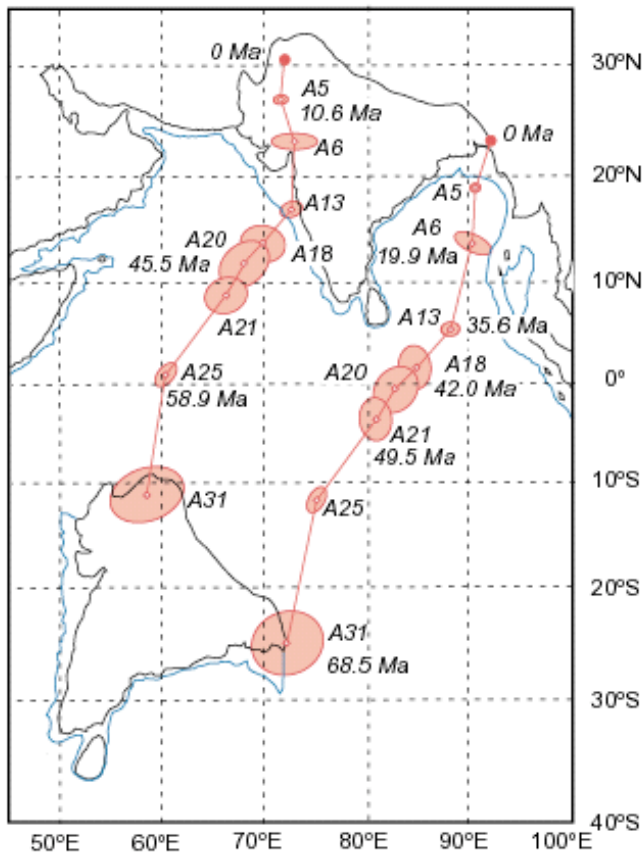 0 Ma
30°N
A5
10.6 Ma
0 Ma
A6
20°N
A5
A13
A6
A20
19.9 Ma
45.5 Ma
A18
10°N
A21
A13
35.6 Ma
A20
A18
A25
42.0 Ma
0°
58.9 Ma
A21
49.5 Ma
10°S
A31
A25
20°S
A31
68.5 Ma
30°S
40°S
50°E
60°E
70°E
80°E
90°E
100°E